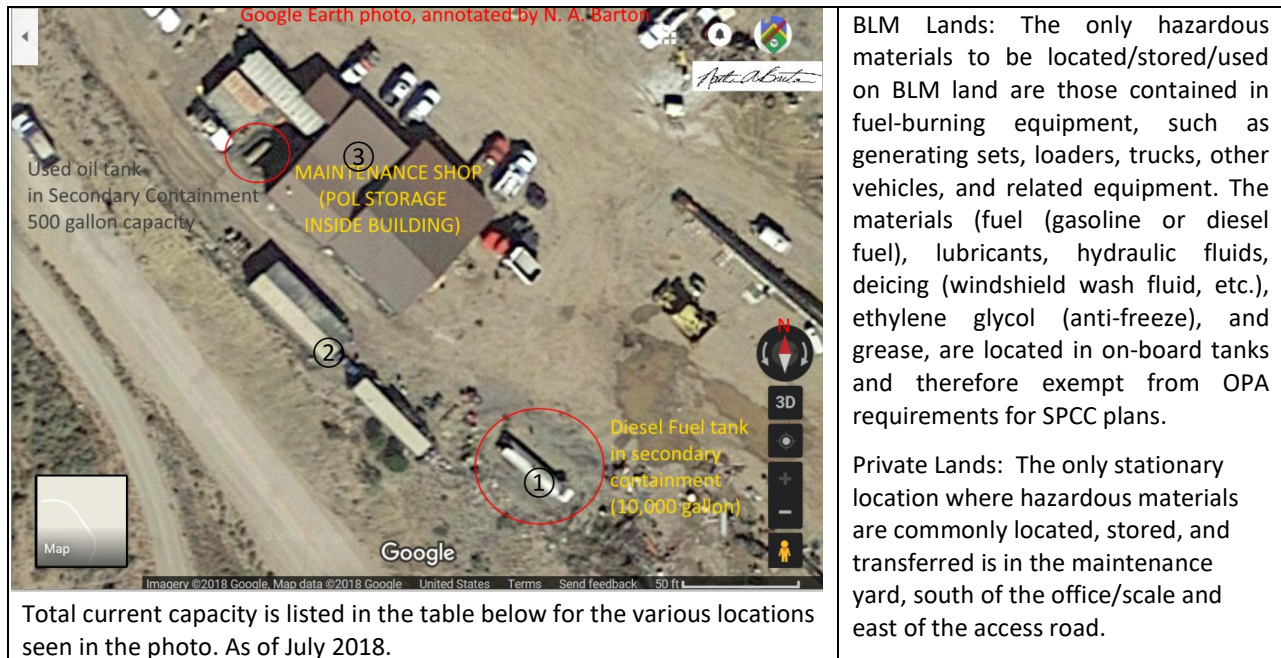 Google Earth photo, annotated by N. A. Barton
Used oil tank
in Secondary Containment
500 gallon capacity
③
MAINTENANCE SHOP
(POL STORAGE
INSIDE BUILDING)
②
N
3D
Diesel Fuel tank
in secondary
containment
(10,000 gallon)
①
+
−
Map
Google
Imagery ©2018 Google, Map data ©2018 Google United States Terms Send feedback 50 ft
Total current capacity is listed in the table below for the various locations
seen in the photo. As of July 2018.
BLM Lands: The only hazardous
materials to be located/stored/used
on BLM land are those contained in
fuel-burning equipment, such as
generating sets, loaders, trucks, other
vehicles, and related equipment. The
materials (fuel (gasoline or diesel
fuel), lubricants, hydraulic fluids,
deicing (windshield wash fluid, etc.),
ethylene glycol (anti-freeze), and
grease, are located in on-board tanks
and therefore exempt from OPA
requirements for SPCC plans.
Private Lands: The only stationary
location where hazardous materials
are commonly located, stored, and
transferred is in the maintenance
yard, south of the office/scale and
east of the access road.